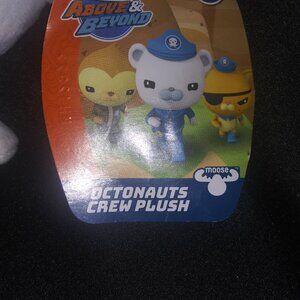 ABOVE &
BEYOND
moose
OCTONAUTS
CREW PLUSH